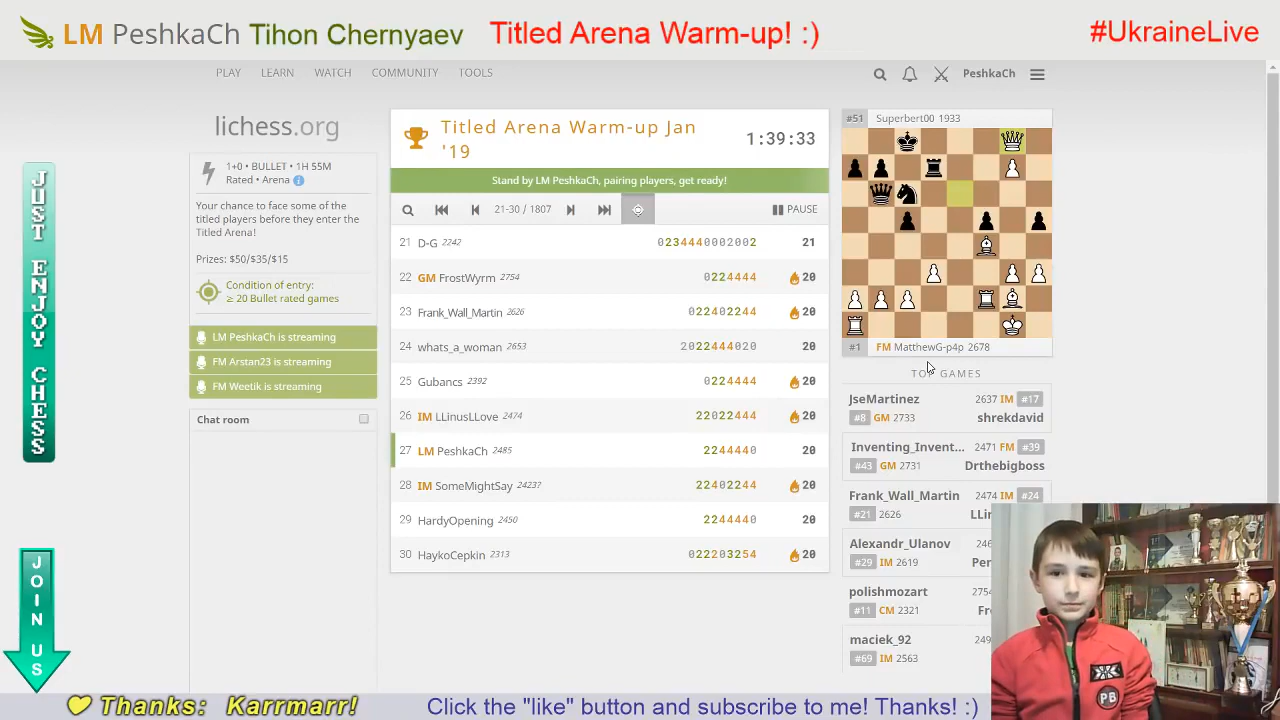 LM PeshkaCh Tihon Chernyaev
Titled Arena Warm-up! :)
#UkraineLive
PLAY LEARN WATCH COMMUNITY TOOLS
PeshkaCh
lichess.org
1+0 • BULLET • 1H 55M
Rated • Arena
Your chance to face some of the
titled players before they enter the
Titled Arena!
Prizes: $50/$35/$15
Condition of entry:
≥ 20 Bullet rated games
LM PeshkaCh is streaming
FM Arstan23 is streaming
FM Weetik is streaming
Chat room
Titled Arena Warm-up Jan
'19
1:39:33
Stand by LM PeshkaCh, pairing players, get ready!
21-30 / 1807
PAUSE
21 D-G 2242 0234440002002 21
22 GM FrostWyrm 2754 0224444 20
23 Frank_Wall_Martin 2626 022402244 20
24 whats_a_woman 2653 2022444020 20
25 Gubancs 2392 0224444 20
26 IM LLinusLLove 2474 22022444 20
27 LM PeshkaCh 2485 2244440 20
28 IM SomeMightSay 2423? 22402244 20
29 HardyOpening 2450 2244440 20
30 HaykoCepkin 2313 022203254 20
#51 Superbert00 1933
#1 FM MatthewG-p4p 2678
TOP GAMES
JseMartinez 2637 IM #17
#8 GM 2733 shrekdavid
Inventing_Invent... 2471 FM #39
#43 GM 2731 Drthebigboss
Frank_Wall_Martin 2474 IM #24
#21 2626 LLi
Alexandr_Ulanov 246
#29 IM 2619 Per
polishmozart 2754
#11 CM 2321 Fr
maciek_92 249
#69 IM 2563
JUST ENJOY CHESS
JOIN US
PB
Thanks: Karrmarr!
Click the "like" button and subscribe to me! Thanks! :)